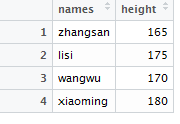 names height
1 zhangsan 165
2 lisi 175
3 wangwu 170
4 xiaoming 180